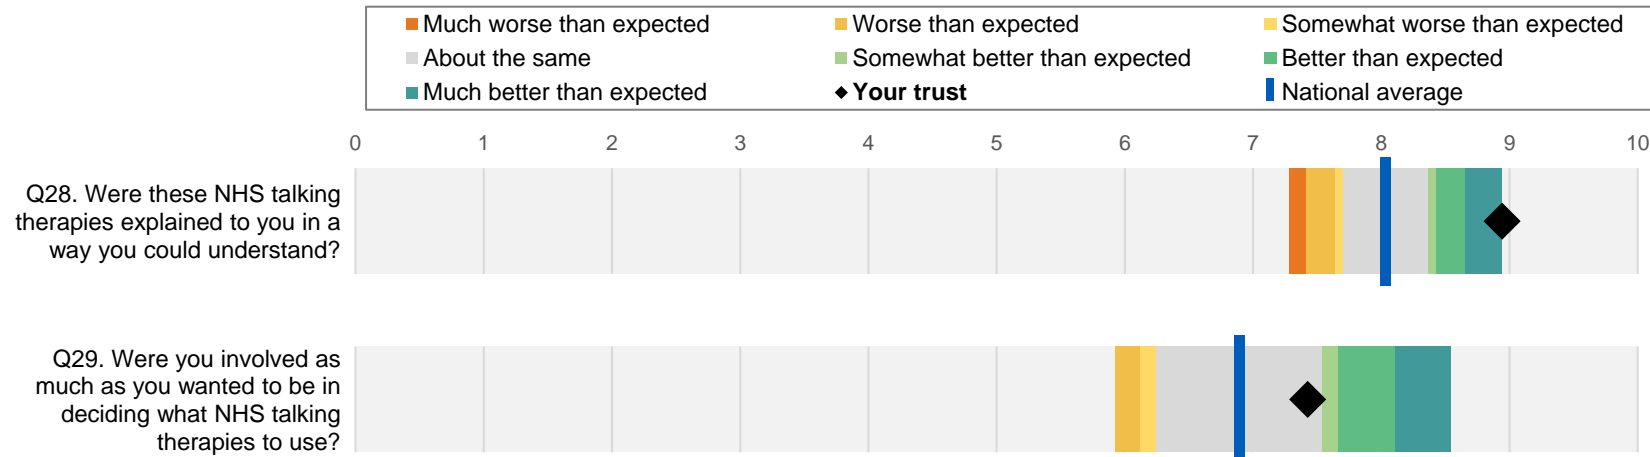 Much worse than expected
Worse than expected
Somewhat worse than expected
About the same
Somewhat better than expected
Better than expected
Much better than expected
Your trust
National average
0 1 2 3 4 5 6 7 8 9 10
Q28. Were these NHS talking
therapies explained to you in a
way you could understand?
Q29. Were you involved as
much as you wanted to be in
deciding what NHS talking
therapies to use?